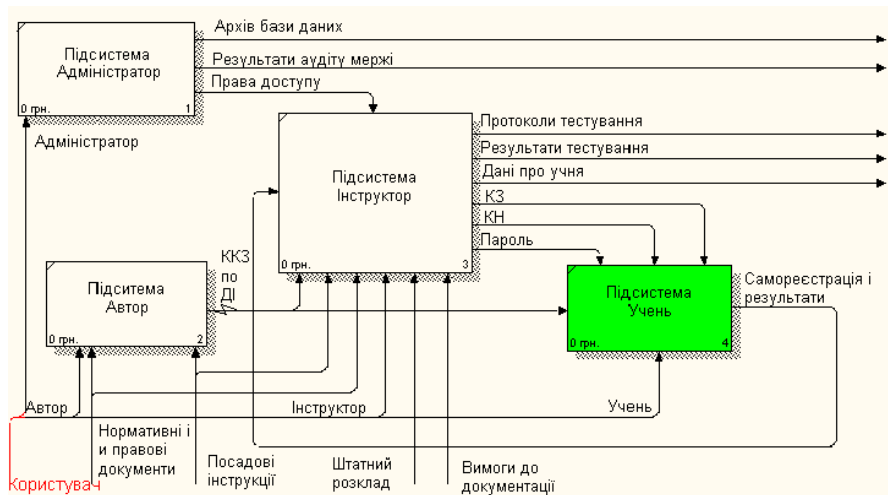 Архів бази даних
Підсистема
Адміністратор
Результати аудіту мержі
Права доступу
0 грн.
1
Адміністратор
Протоколи тестування
Підсистема
Інструктор
Результати тестування
Дані про учня
КЗ
КН
Пароль
0 грн.
3
ККЗ
по
ДІ
Підситема
Автор
0 грн.
2
Підсистема
Учень
0 грн.
4
Самореєстрація і
результати
Автор
Інструктор
Учень
Нормативні і
и правові
документи
Посадові
інструкції
Штатний
розклад
Вимоги до
документації
Користувач